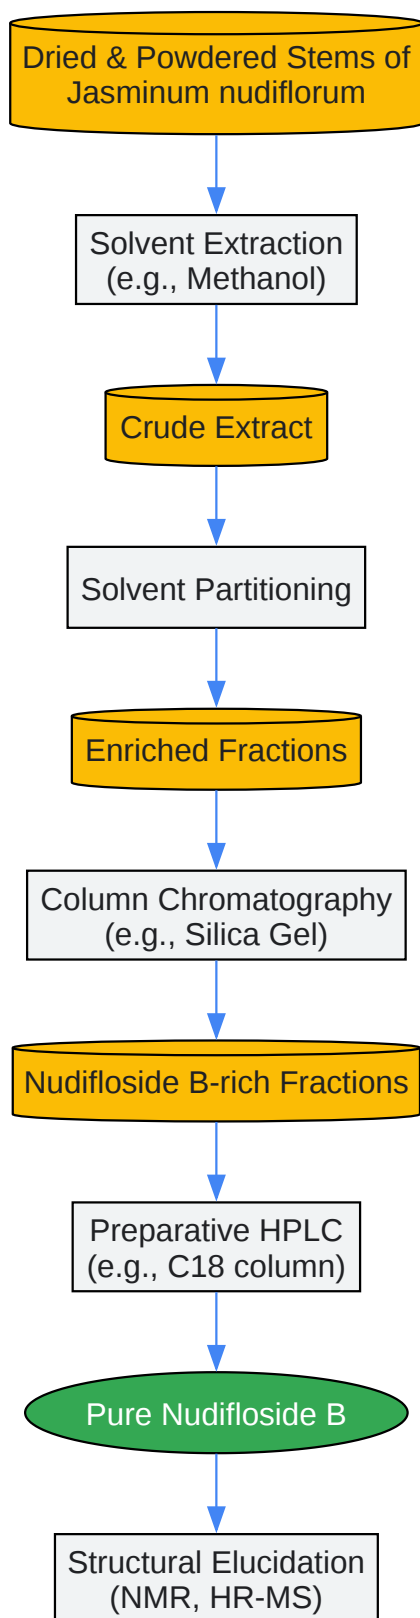 Dried & Powdered Stems of
Jasminum nudiflorum
Solvent Extraction
(e.g., Methanol)
Crude Extract
Solvent Partitioning
Enriched Fractions
Column Chromatography
(e.g., Silica Gel)
Nudifloside B-rich Fractions
Preparative HPLC
(e.g., C18 column)
Pure Nudifloside B
Structural Elucidation
(NMR, HR-MS)